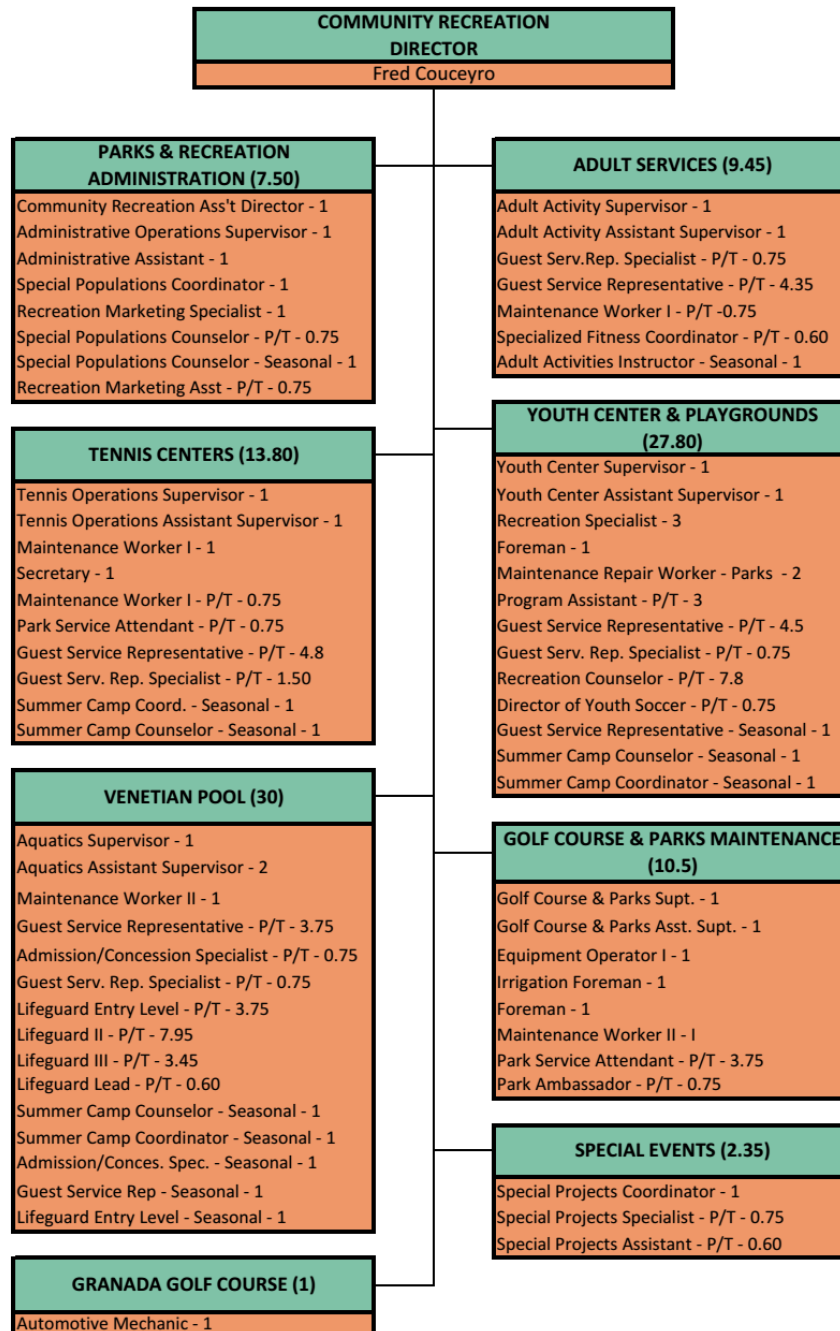 COMMUNITY RECREATION
DIRECTOR
Fred Couceyro
PARKS & RECREATION
ADMINISTRATION (7.50)
Community Recreation Ass't Director - 1
Administrative Operations Supervisor - 1
Administrative Assistant - 1
Special Populations Coordinator - 1
Recreation Marketing Specialist - 1
Special Populations Counselor - P/T - 0.75
Special Populations Counselor - Seasonal - 1
Recreation Marketing Asst - P/T - 0.75
ADULT SERVICES (9.45)
Adult Activity Supervisor - 1
Adult Activity Assistant Supervisor - 1
Guest Serv.Rep. Specialist - P/T - 0.75
Guest Service Representative - P/T - 4.35
Maintenance Worker I - P/T -0.75
Specialized Fitness Coordinator - P/T - 0.60
Adult Activities Instructor - Seasonal - 1
TENNIS CENTERS (13.80)
Tennis Operations Supervisor - 1
Tennis Operations Assistant Supervisor - 1
Maintenance Worker I - 1
Secretary - 1
Maintenance Worker I - P/T - 0.75
Park Service Attendant - P/T - 0.75
Guest Service Representative - P/T - 4.8
Guest Serv. Rep. Specialist - P/T - 1.50
Summer Camp Coord. - Seasonal - 1
Summer Camp Counselor - Seasonal - 1
YOUTH CENTER & PLAYGROUNDS
(27.80)
Youth Center Supervisor - 1
Youth Center Assistant Supervisor - 1
Recreation Specialist - 3
Foreman - 1
Maintenance Repair Worker - Parks - 2
Program Assistant - P/T - 3
Guest Service Representative - P/T - 4.5
Guest Serv. Rep. Specialist - P/T - 0.75
Recreation Counselor - P/T - 7.8
Director of Youth Soccer - P/T - 0.75
Guest Service Representative - Seasonal - 1
Summer Camp Counselor - Seasonal - 1
Summer Camp Coordinator - Seasonal - 1
VENETIAN POOL (30)
Aquatics Supervisor - 1
Aquatics Assistant Supervisor - 2
Maintenance Worker II - 1
Guest Service Representative - P/T - 3.75
Admission/Concession Specialist - P/T - 0.75
Guest Serv. Rep. Specialist - P/T - 0.75
Lifeguard Entry Level - P/T - 3.75
Lifeguard II - P/T - 7.95
Lifeguard III - P/T - 3.45
Lifeguard Lead - P/T - 0.60
Summer Camp Counselor - Seasonal - 1
Summer Camp Coordinator - Seasonal - 1
Admission/Conces. Spec. - Seasonal - 1
Guest Service Rep - Seasonal - 1
Lifeguard Entry Level - Seasonal - 1
GOLF COURSE & PARKS MAINTENANCE
(10.5)
Golf Course & Parks Supt. - 1
Golf Course & Parks Asst. Supt. - 1
Equipment Operator I - 1
Irrigation Foreman - 1
Foreman - 1
Maintenance Worker II - I
Park Service Attendant - P/T - 3.75
Park Ambassador - P/T - 0.75
SPECIAL EVENTS (2.35)
Special Projects Coordinator - 1
Special Projects Specialist - P/T - 0.75
Special Projects Assistant - P/T - 0.60
GRANADA GOLF COURSE (1)
Automotive Mechanic - 1